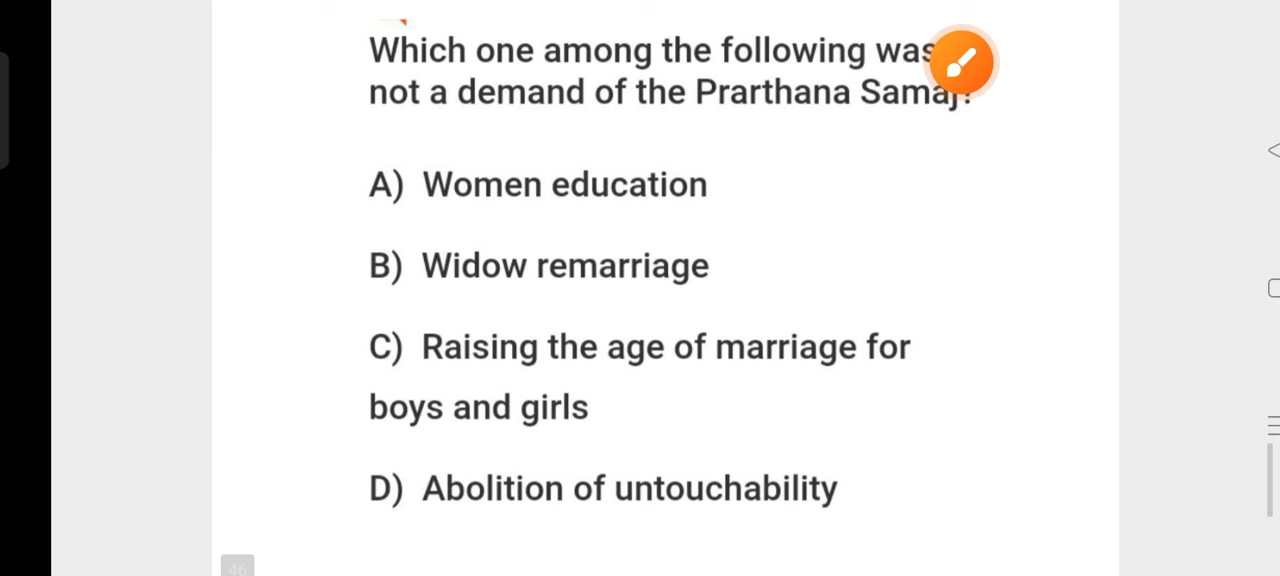 Which one among the following was
not a demand of the Prarthana Samaj?
A) Women education
B) Widow remarriage
C) Raising the age of marriage for
boys and girls
D) Abolition of untouchability
46